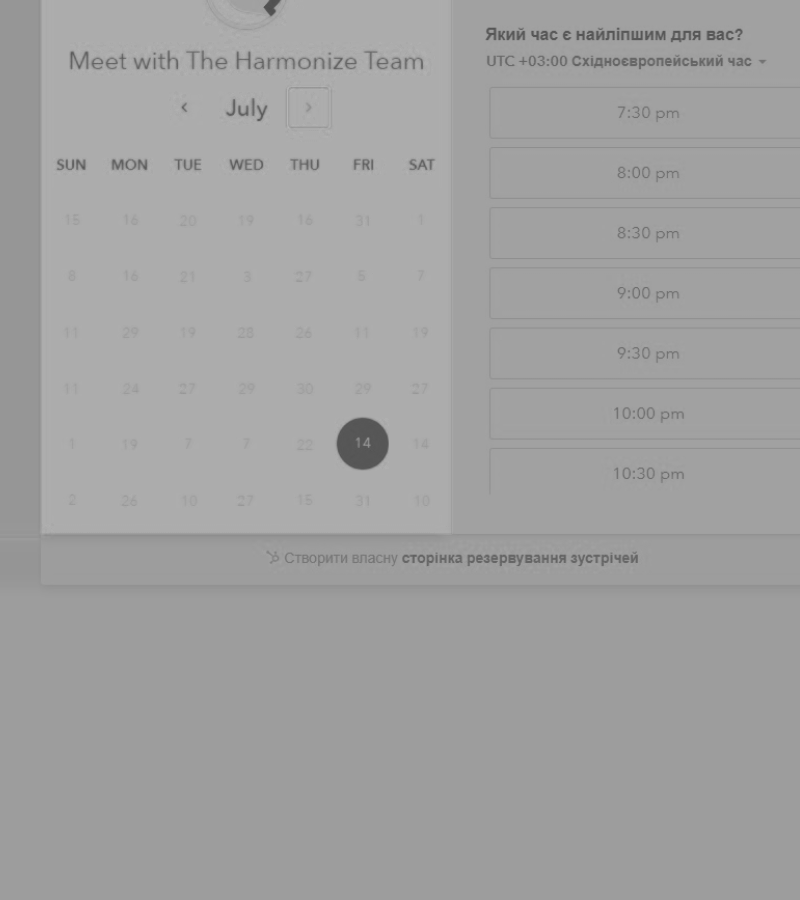 Meet with The Harmonize Team
July
SUN MON TUE WED THU FRI SAT
15 16 20 19 16 31 1
8 16 21 3 27 8 7
11 29 19 28 26 11 19
11 24 27 29 30 29 27
1 19 7 7 22 14 14
2 26 10 27 15 31 10
Який час є найліпшим для вас?
UTC +03:00 Східноєвропейський час
7:30 pm
8:00 pm
8:30 pm
9:00 pm
9:30 pm
10:00 pm
10:30 pm
Створити власну сторінка резервування зустрічей